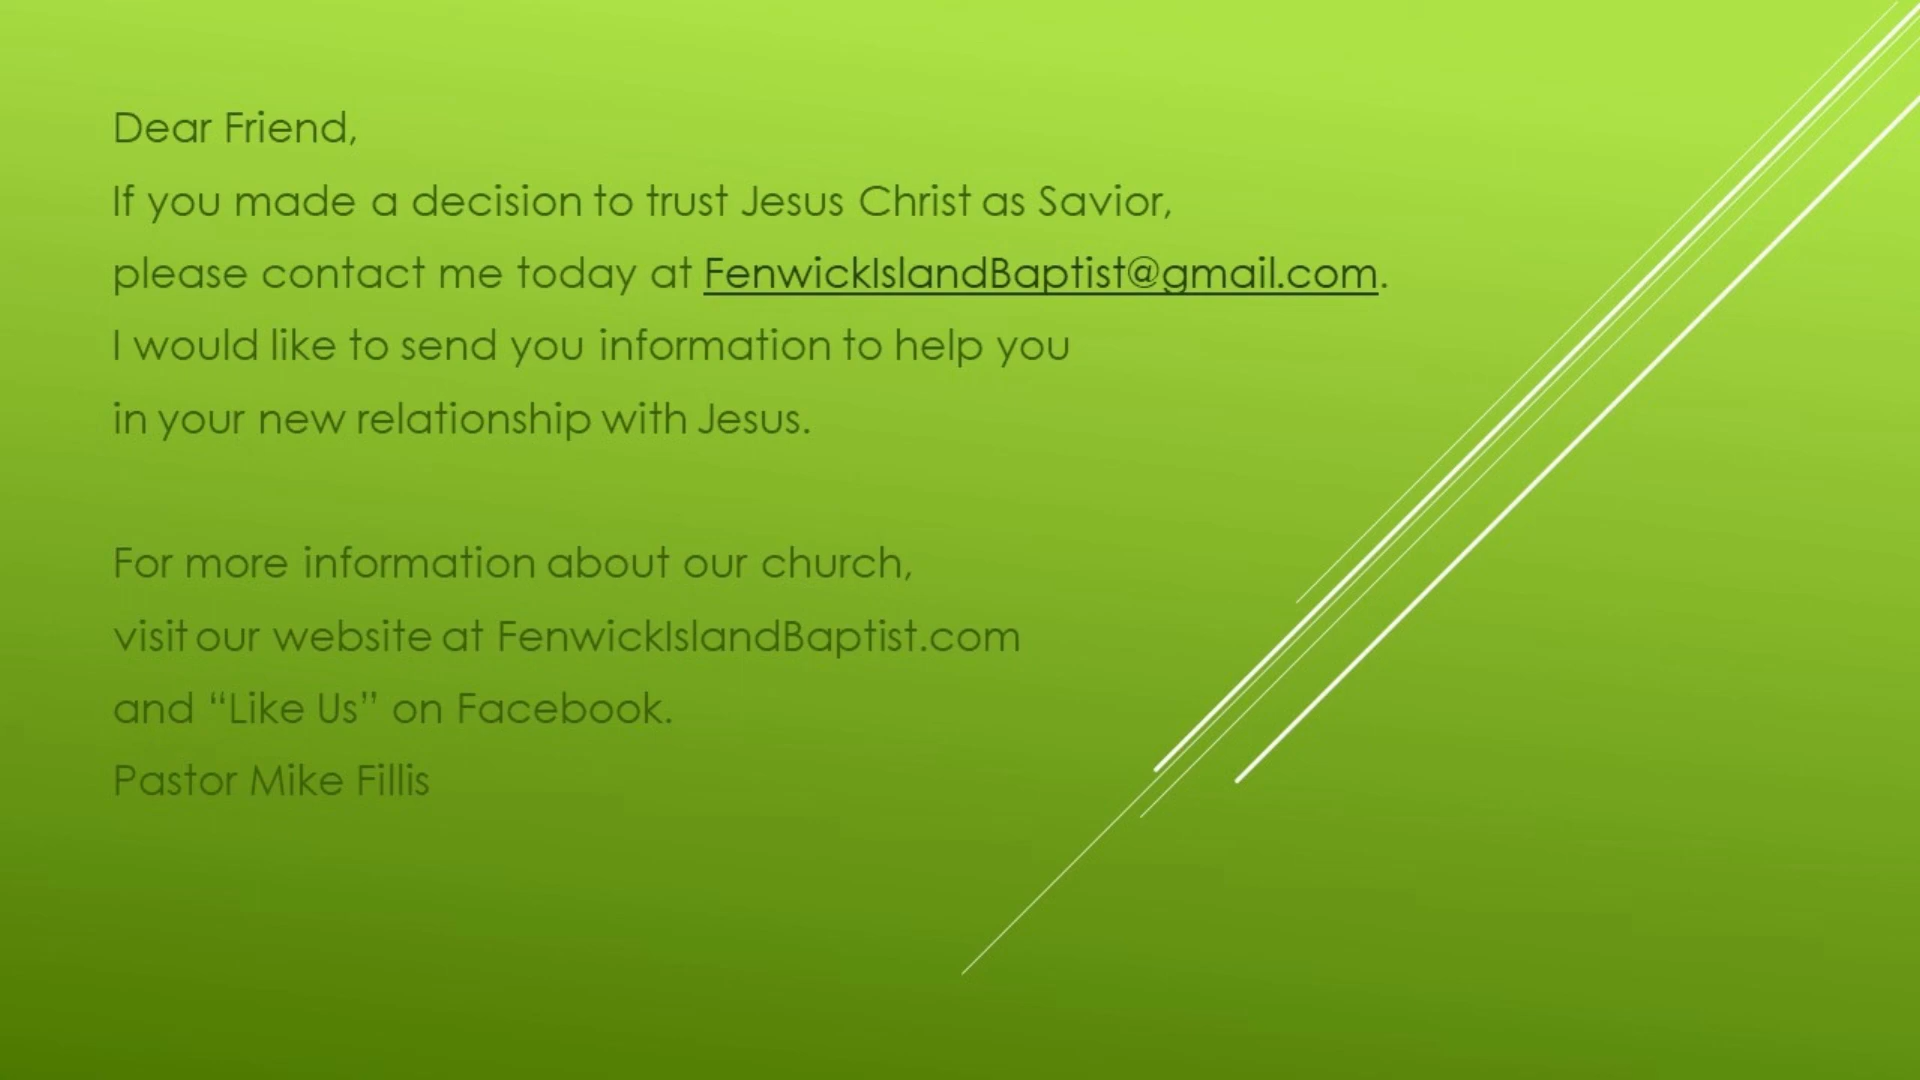 Dear Friend,
If you made a decision to trust Jesus Christ as Savior,
please contact me today at FenwickIslandBaptist@gmail.com.
I would like to send you information to help you
in your new relationship with Jesus.
For more information about our church,
visit our website at FenwickIslandBaptist.com
and “Like Us” on Facebook.
Pastor Mike Fillis